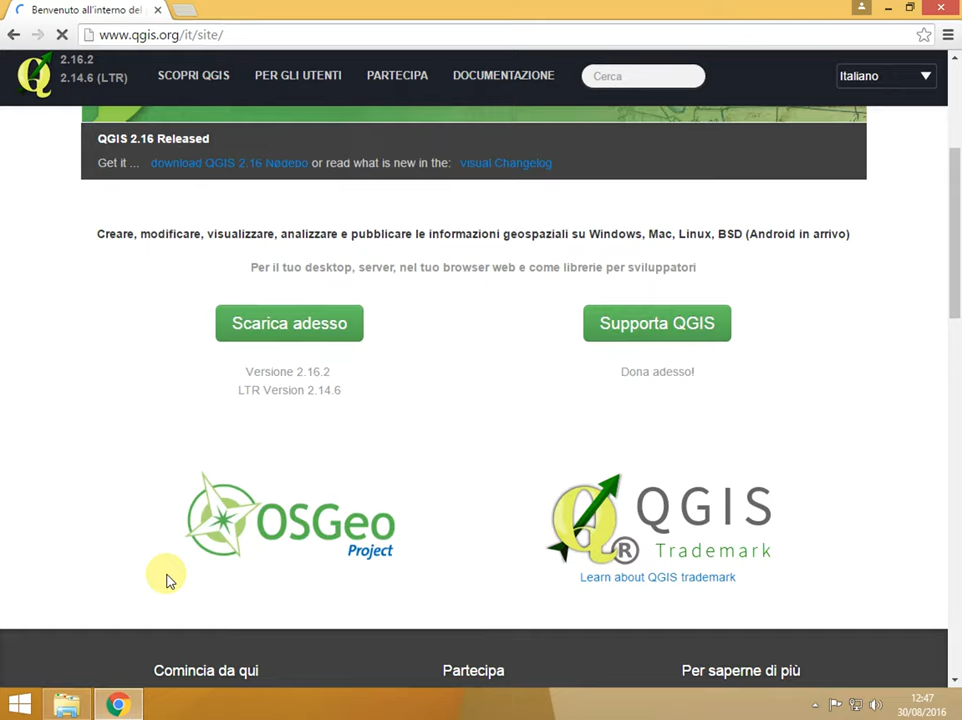 Benvenuto all'interno del
www.qgis.org/it/site/
2.16.2
2.14.6 (LTR)
SCOPRI QGIS PER GLI UTENTI PARTECIPA DOCUMENTAZIONE Cerca Italiano
QGIS 2.16 Released
Get it ... download QGIS 2.16 Nødebo or read what is new in the: Visual Changelog
Creare, modificare, visualizzare, analizzare e pubblicare le informazioni geospaziali su Windows, Mac, Linux, BSD (Android in arrivo)
Per il tuo desktop, server, nel tuo browser web e come librerie per sviluppatori
Scarica adesso Supporta QGIS
Versione 2.16.2 Dona adesso!
LTR Version 2.14.6
OSGeo
Project
QGIS
Trademark
Learn about QGIS trademark
Comincia da qui Partecipa Per saperne di più
12:47
30/08/2016